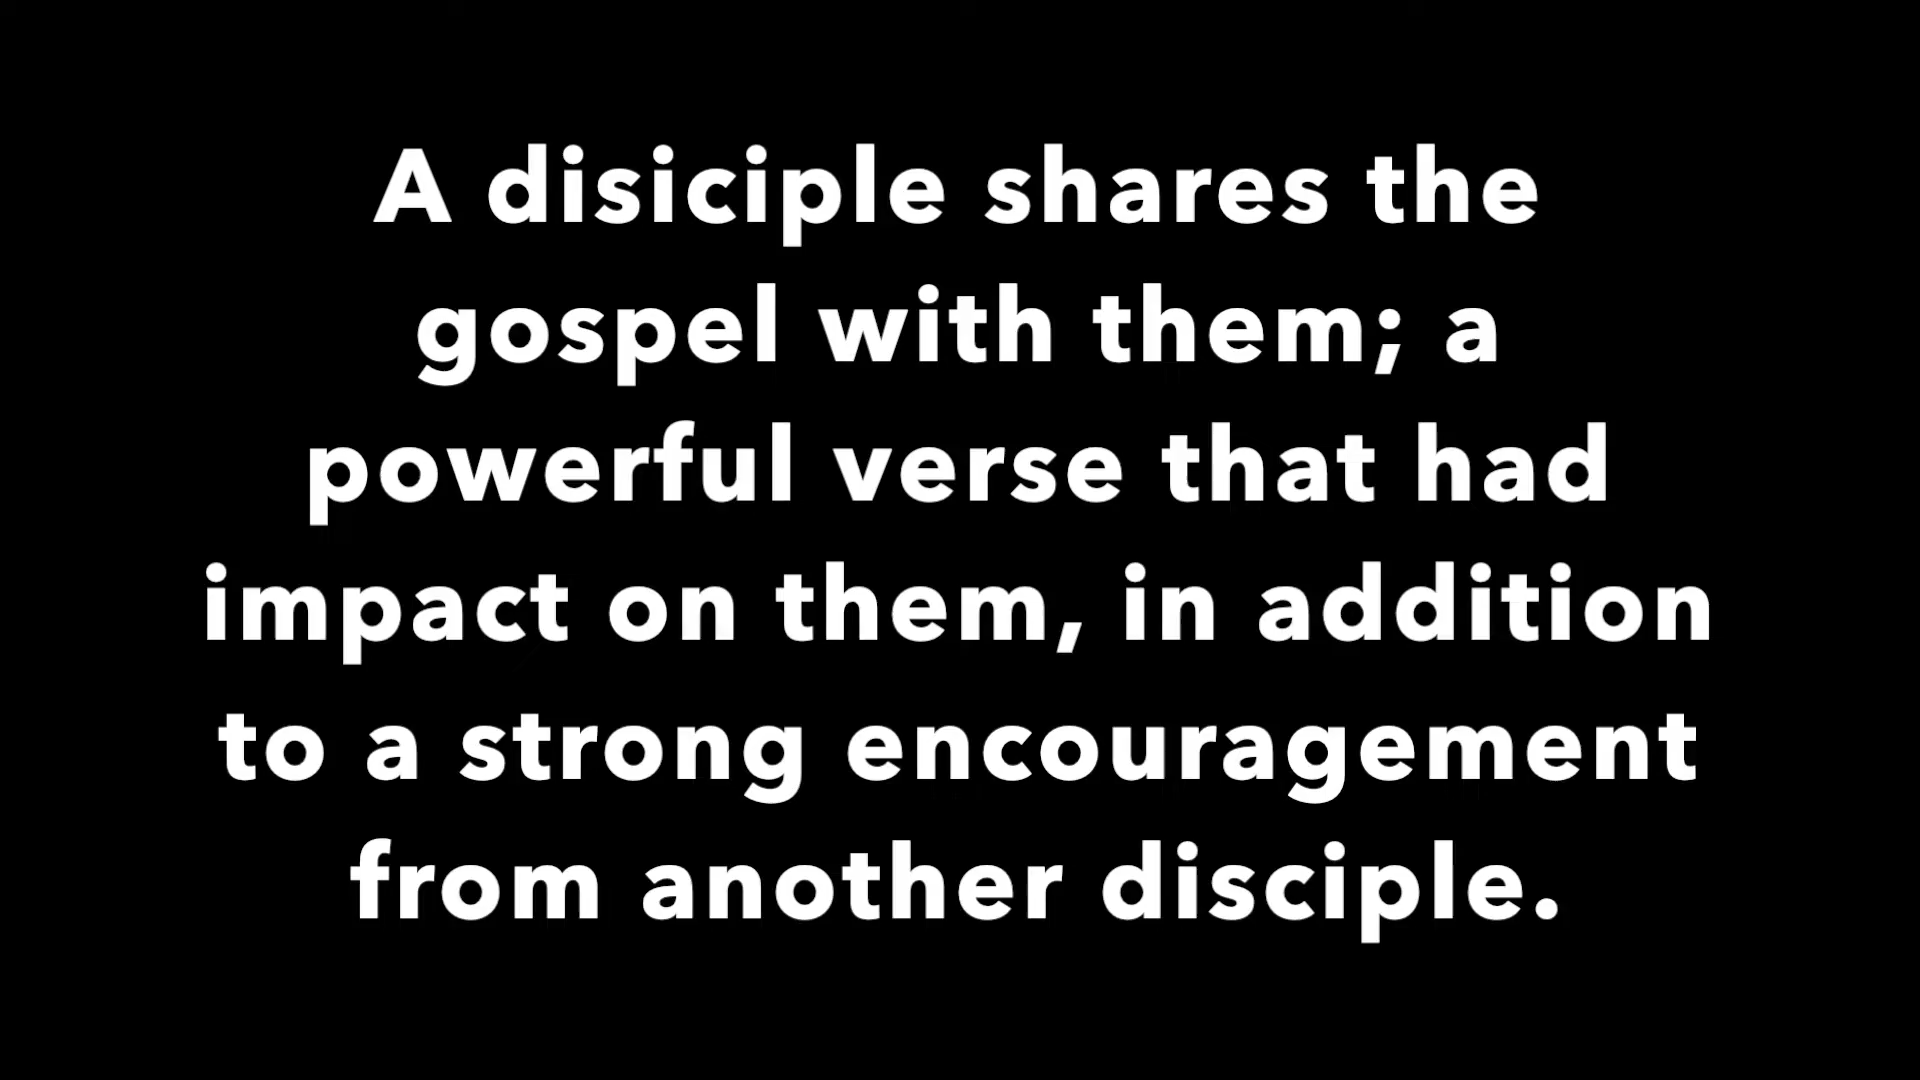 A disiciple shares the
gospel with them; a
powerful verse that had
impact on them, in addition
to a strong encouragement
from another disciple.